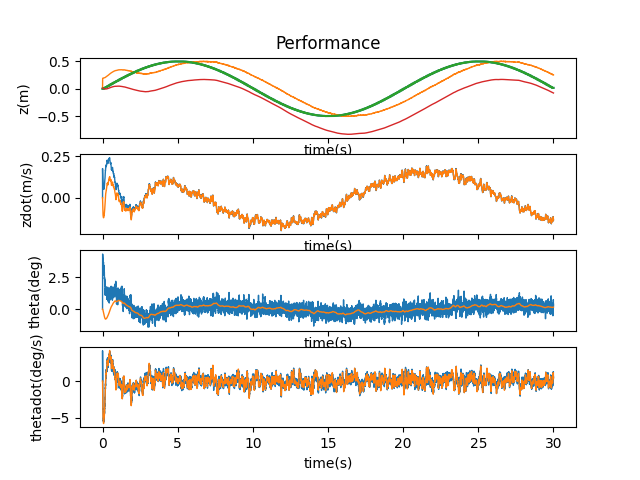 Performance
z(m)
0.5
0.0
−0.5
time(s)
zdot(m/s)
0.25
0.00
time(s)
theta(deg)
2.5
0.0
time(s)
thetadot(deg/s)
0
−5
0 5 10 15 20 25 30
time(s)